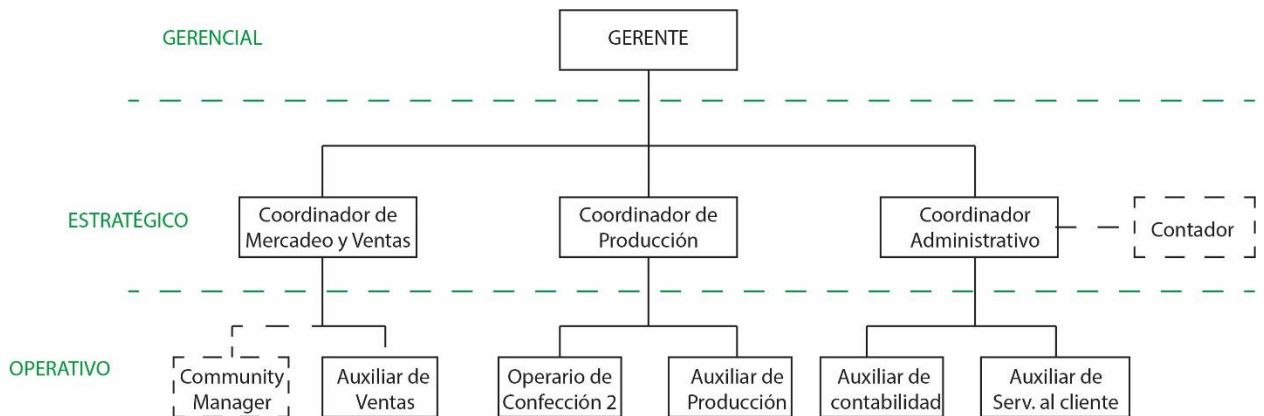 GERENCIAL
GERENTE
ESTRATÉGICO
Coordinador de
Mercadeo y Ventas
Coordinador de
Producción
Coordinador
Administrativo
Contador
OPERATIVO
Community
Manager
Auxiliar de
Ventas
Operario de
Confección 2
Auxiliar de
Producción
Auxiliar de
contabilidad
Auxiliar de
Serv. al cliente